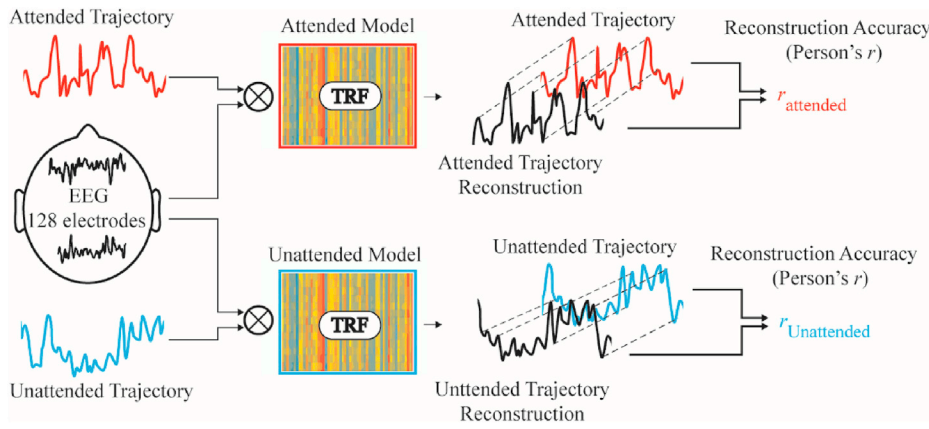 Attended Trajectory
Attended Model
Attended Trajectory
Reconstruction Accuracy
(Person's r)
TRF
r attended
EEG
128 electrodes
Attended Trajectory
Reconstruction
Unattended Model
Unattended Trajectory
Reconstruction Accuracy
(Person's r)
TRF
r Unattended
Unattended Trajectory
Unttended Trajectory
Reconstruction